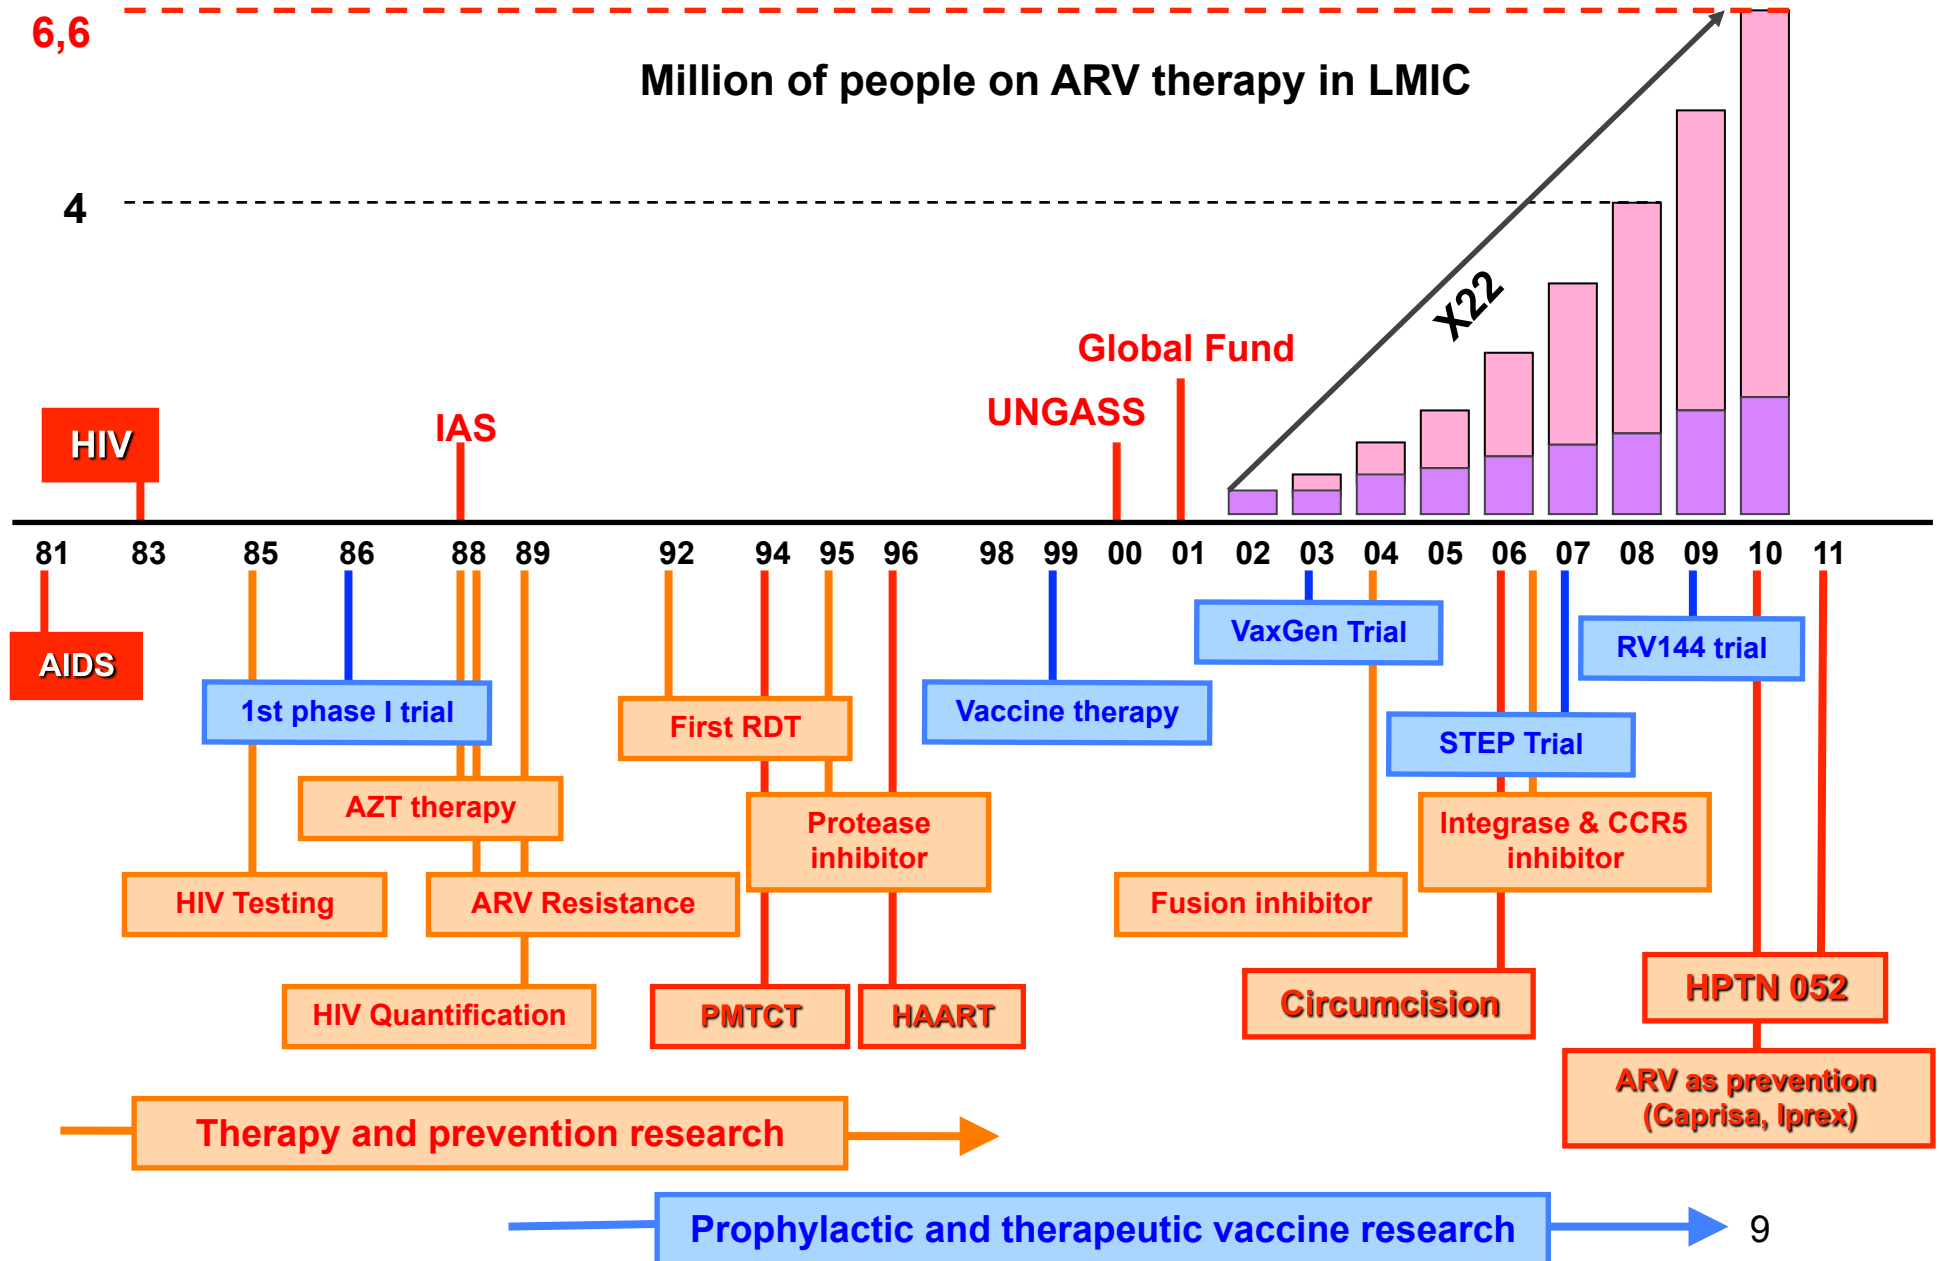 6,6
Million of people on ARV therapy in LMIC
4
X22
Global Fund
UNGASS
HIV
IAS
81 83 85 86 88 89 92 94 95 96 98 99 00 01 02 03 04 05 06 07 08 09 10 11
AIDS
VaxGen Trial
RV144 trial
1st phase I trial
First RDT
Vaccine therapy
STEP Trial
AZT therapy
Protease
inhibitor
Integrase & CCR5
inhibitor
HIV Testing
ARV Resistance
Fusion inhibitor
HIV Quantification
PMTCT
HAART
Circumcision
HPTN 052
ARV as prevention
(Caprisa, Iprex)
Therapy and prevention research
Prophylactic and therapeutic vaccine research
9